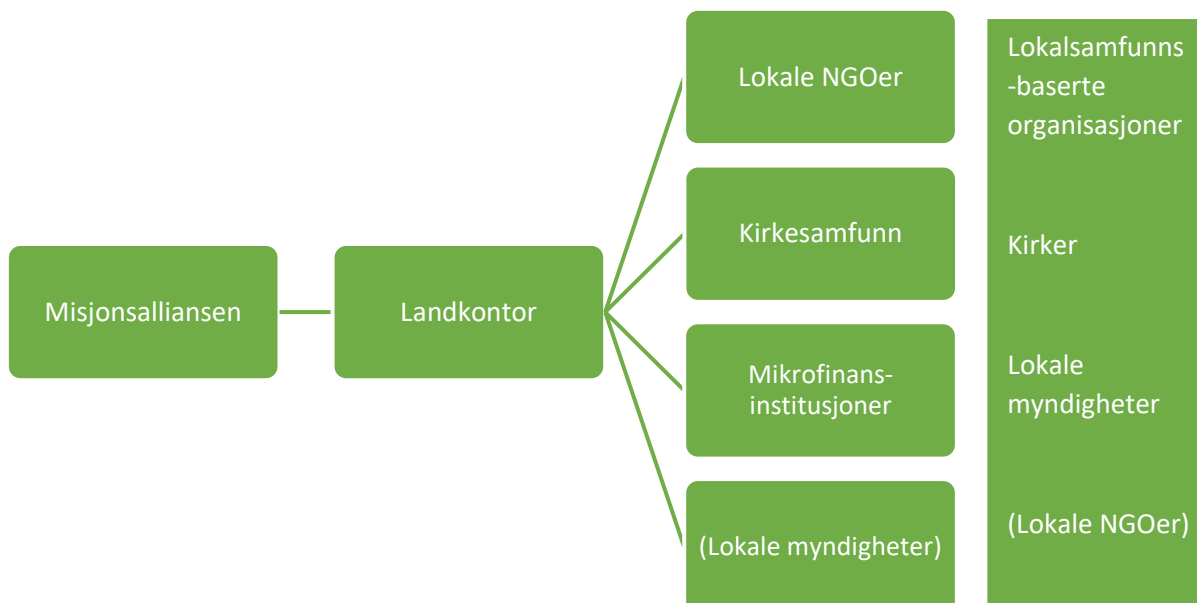 Misjonsalliansen
Landkontor
Lokale NGOer
Kirkesamfunn
Mikrofinans-
institusjoner
(Lokale myndigheter)
Lokalsamfunns
-baserte
organisasjoner
Kirker
Lokale
myndigheter
(Lokale NGOer)